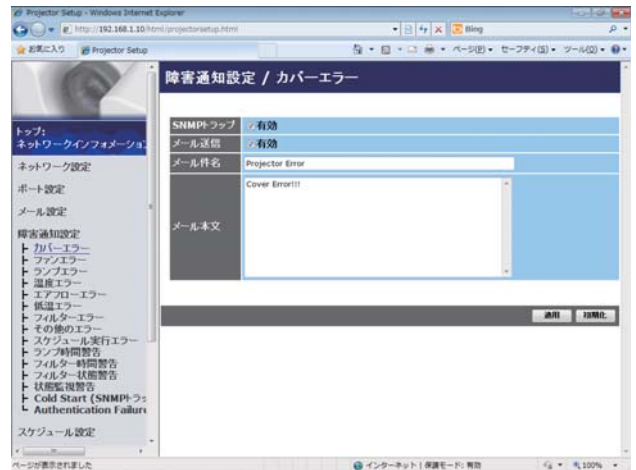 Projector Setup - Windows Internet Explorer
http://192.168.1.10/html/projectorsetup.html
Bing
お気に入り
Projector Setup
ページ(P)
セーフティ(S)
ツール(O)
障害通知設定 / カバーエラー
トップ:
ネットワークインフォメーション
ネットワーク設定
ポート設定
メール設定
障害通知設定
カバーエラー
ファンエラー
ランプエラー
温度エラー
エアフローエラー
低温エラー
フィルターエラー
その他のエラー
スケジュール実行エラー
ランプ時間警告
フィルター時間警告
フィルター状態警告
状態監視警告
Cold Start (SNMPトラ
Authentication Failure
スケジュール設定
SNMPトラップ
有効
メール送信
有効
メール件名
Projector Error
メール本文
Cover Error!!!
適用
初期化
ページが表示されました
インターネット | 保護モード: 有効
100%